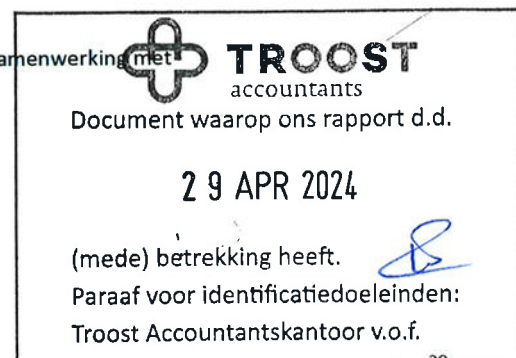 amenwerking met
TROOST
accountants
Document waarop ons rapport d.d.
29 APR 2024
(mede) betrekking heeft.
Paraaf voor identificatiedoeleinden:
Troost Accountantskantoor v.o.f.